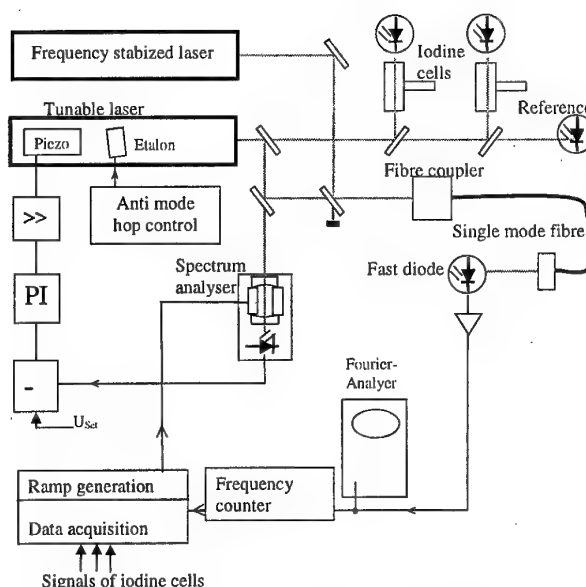 Frequency stabized laser
Iodine
cells
Tunable laser
Reference
Piezo
Etalon
Fibre coupler
Anti mode
hop control
>>
Single mode fibre
Spectrum
analyser
Fast diode
PI
Fourier-
Analyer
-
USet
Ramp generation
Frequency
counter
Data acquisition
Signals of iodine cells